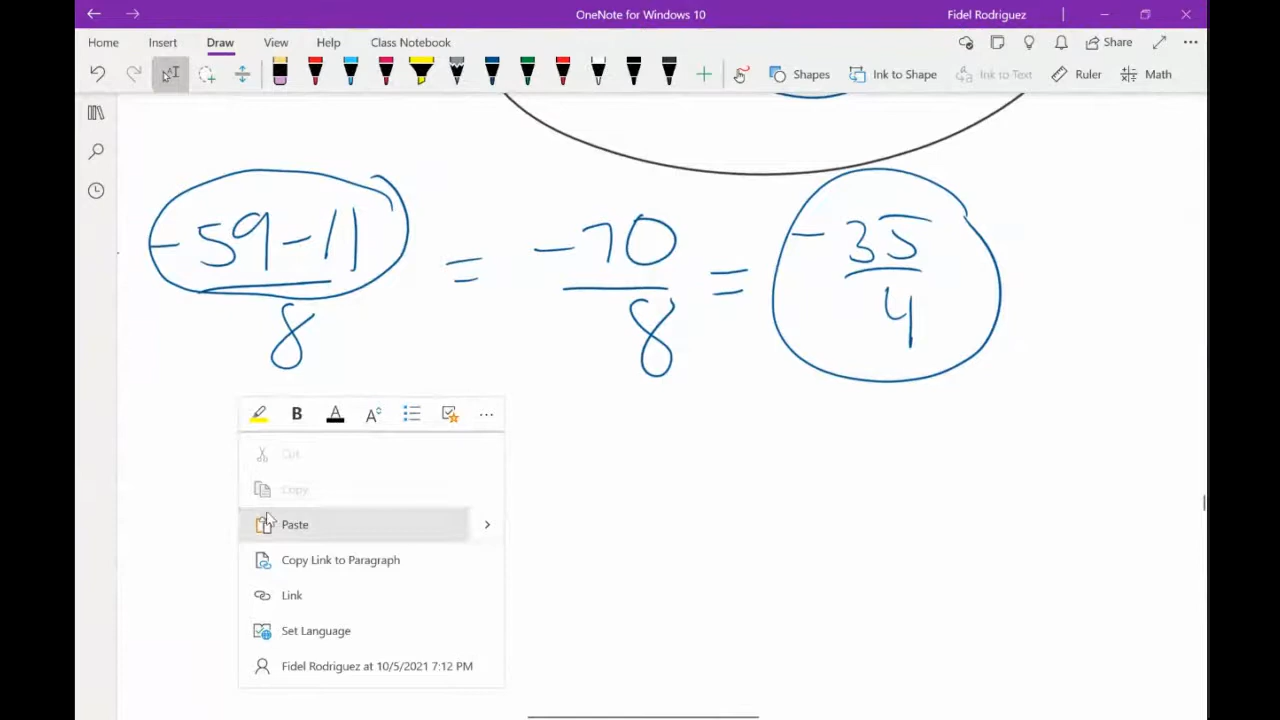 OneNote for Windows 10
Fidel Rodriguez
Home Insert Draw View Help Class Notebook Share
Shapes Ink to Shape Ink to Text Ruler Math
-59-11 / 8 = -70 / 8 = -35 / 4
B A A
Cut
Copy
Paste
Copy Link to Paragraph
Link
Set Language
Fidel Rodriguez at 10/5/2021 7:12 PM